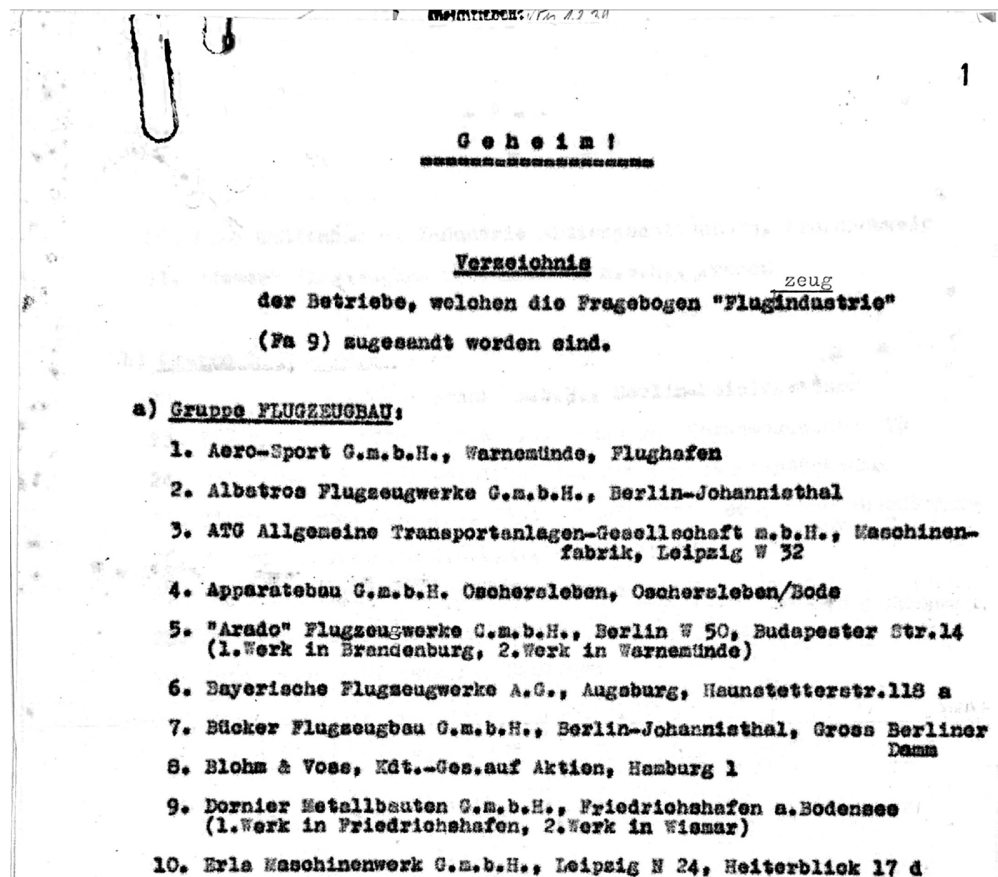 1
Geheim!
Verzeichnis
zeug
der Betriebe, welchen die Fragebogen "Flugindustrie"
(Fa 9) zugesandt worden sind.
a) Gruppe FLUGZEUGBAU:
1. Aero-Sport G.m.b.H., Warnemünde, Flughafen
2. Albatros Flugzeugwerke G.m.b.H., Berlin-Johannisthal
3. ATG Allgemeine Transportanlagen-Gesellschaft m.b.H., Maschinen-
fabrik, Leipzig W 32
4. Apparatebau G.m.b.H. Oschersleben, Oschersleben/Bode
5. "Arado" Flugzeugwerke G.m.b.H., Berlin W 50, Budapester Str.14
(1.Werk in Brandenburg, 2.Werk in Warnemünde)
6. Bayerische Flugzeugwerke A.G., Augsburg, Haunstetterstr.118 a
7. Bücker Flugzeugbau G.m.b.H., Berlin-Johannisthal, Gross Berliner
Damm
8. Blohm & Voss, Kdt.-Ges.auf Aktien, Hamburg 1
9. Dornier Metallbauten G.m.b.H., Friedrichshafen a.Bodensee
(1.Werk in Friedrichshafen, 2.Werk in Wismar)
10. Erla Maschinenwerk G.m.b.H., Leipzig N 24, Heiterblick 17 d